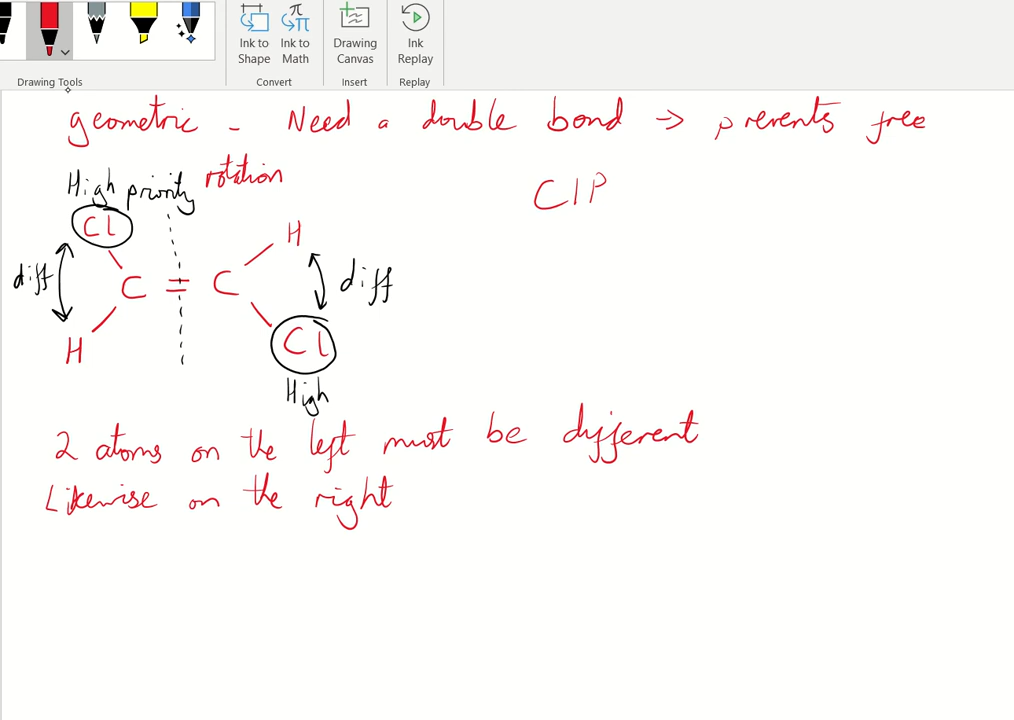 Ink to Shape
Ink to Math
Drawing Canvas
Ink Replay
Drawing Tools
Convert
Insert
Replay
geometric - Need a double bond → prevents free
rotation
High priority
CIP
Cl
H
diff
C = C
diff
H
Cl
High
2 atoms on the left must be different
Likewise on the right